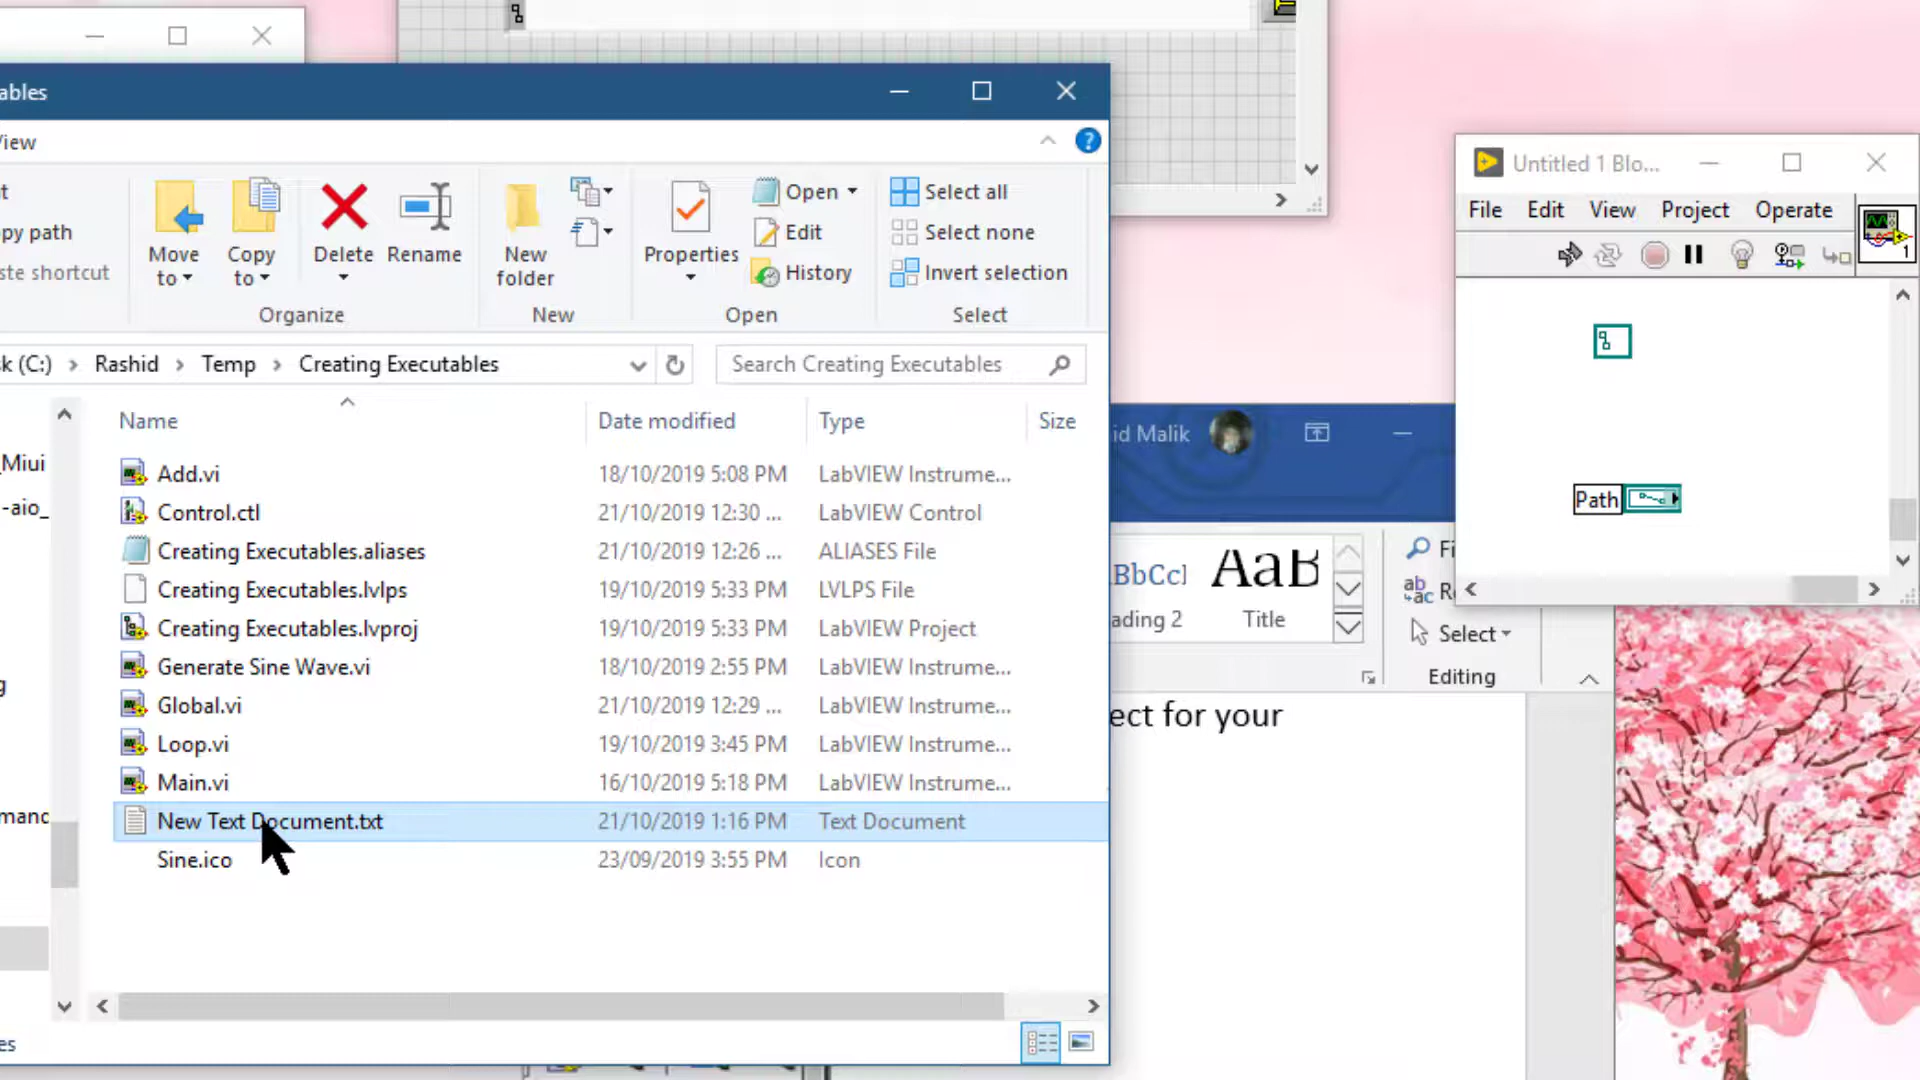 ables
View
py path
ste shortcut
Move to
Copy to
Delete
Rename
New folder
Properties
Open
Edit
History
Select all
Select none
Invert selection
Organize
New
Open
Select
k (C:) > Rashid > Temp > Creating Executables
Search Creating Executables
Name Date modified Type Size
_Miui
-aio_
mand
es
Add.vi 18/10/2019 5:08 PM LabVIEW Instrume...
Control.ctl 21/10/2019 12:30 ... LabVIEW Control
Creating Executables.aliases 21/10/2019 12:26 ... ALIASES File
Creating Executables.lvlps 19/10/2019 5:33 PM LVLPS File
Creating Executables.lvproj 19/10/2019 5:33 PM LabVIEW Project
Generate Sine Wave.vi 18/10/2019 2:55 PM LabVIEW Instrume...
Global.vi 21/10/2019 12:29 ... LabVIEW Instrume...
Loop.vi 19/10/2019 3:45 PM LabVIEW Instrume...
Main.vi 16/10/2019 5:18 PM LabVIEW Instrume...
New Text Document.txt 21/10/2019 1:16 PM Text Document
Sine.ico 23/09/2019 3:55 PM Icon
Untitled 1 Blo...
File Edit View Project Operate
1
Path
id Malik
BbCcI AaB
ading 2 Title
Fi
Re
Select
Editing
ect for your